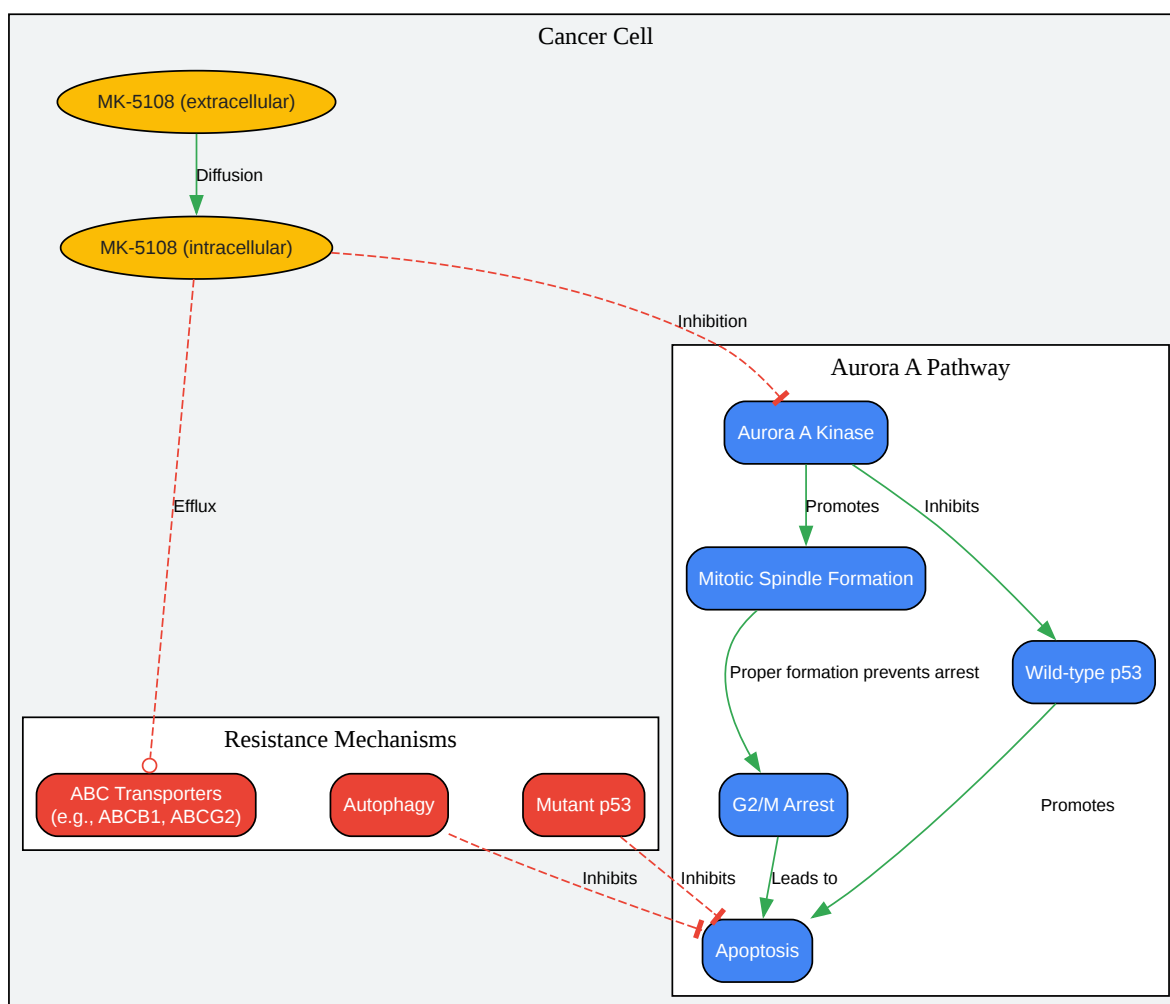 Cancer Cell
MK-5108 (extracellular)
Diffusion
MK-5108 (intracellular)
Inhibition
Aurora A Pathway
Aurora A Kinase
Efflux
Promotes
Inhibits
Mitotic Spindle Formation
Proper formation prevents arrest
Wild-type p53
Resistance Mechanisms
ABC Transporters
(e.g., ABCB1, ABCG2)
Autophagy
Mutant p53
G2/M Arrest
Promotes
Inhibits
Inhibits
Leads to
Apoptosis